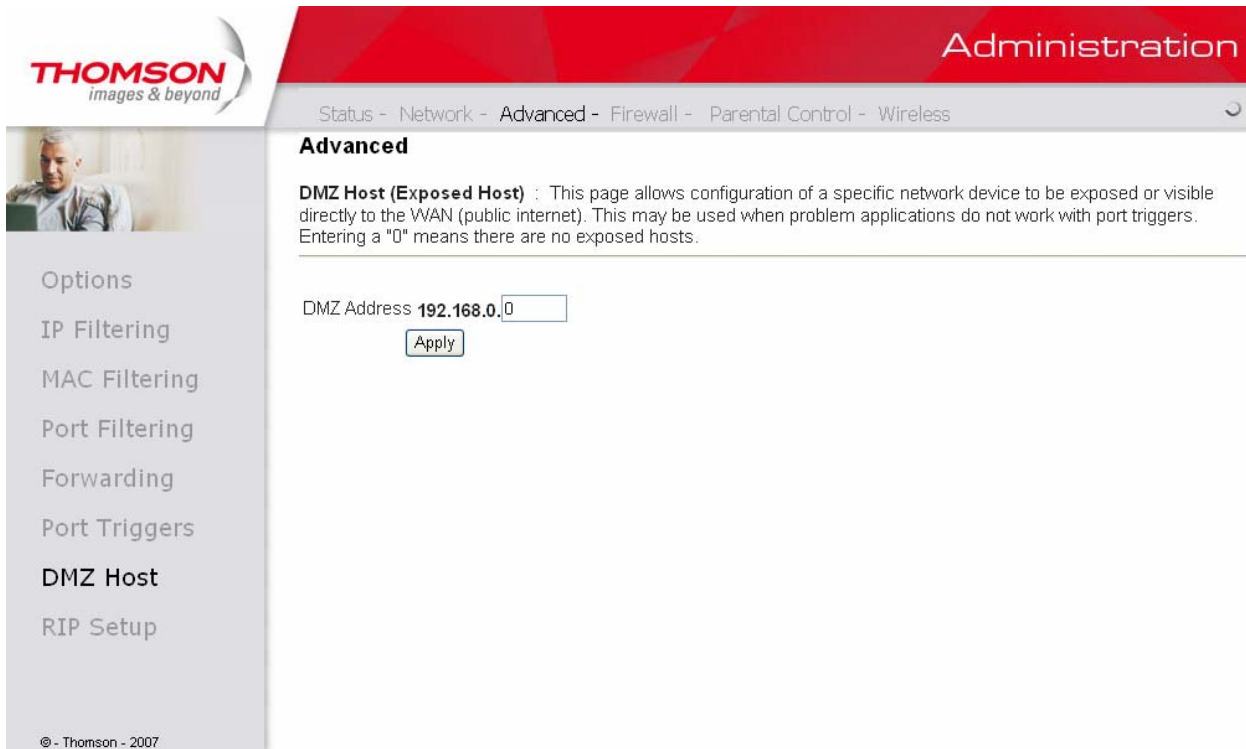 THOMSON
images & beyond
Administration
Status - Network - Advanced - Firewall - Parental Control - Wireless
Advanced
DMZ Host (Exposed Host) : This page allows configuration of a specific network device to be exposed or visible
directly to the WAN (public internet). This may be used when problem applications do not work with port triggers.
Entering a "0" means there are no exposed hosts.
DMZ Address 192.168.0.0
Apply
Options
IP Filtering
MAC Filtering
Port Filtering
Forwarding
Port Triggers
DMZ Host
RIP Setup
© - Thomson - 2007